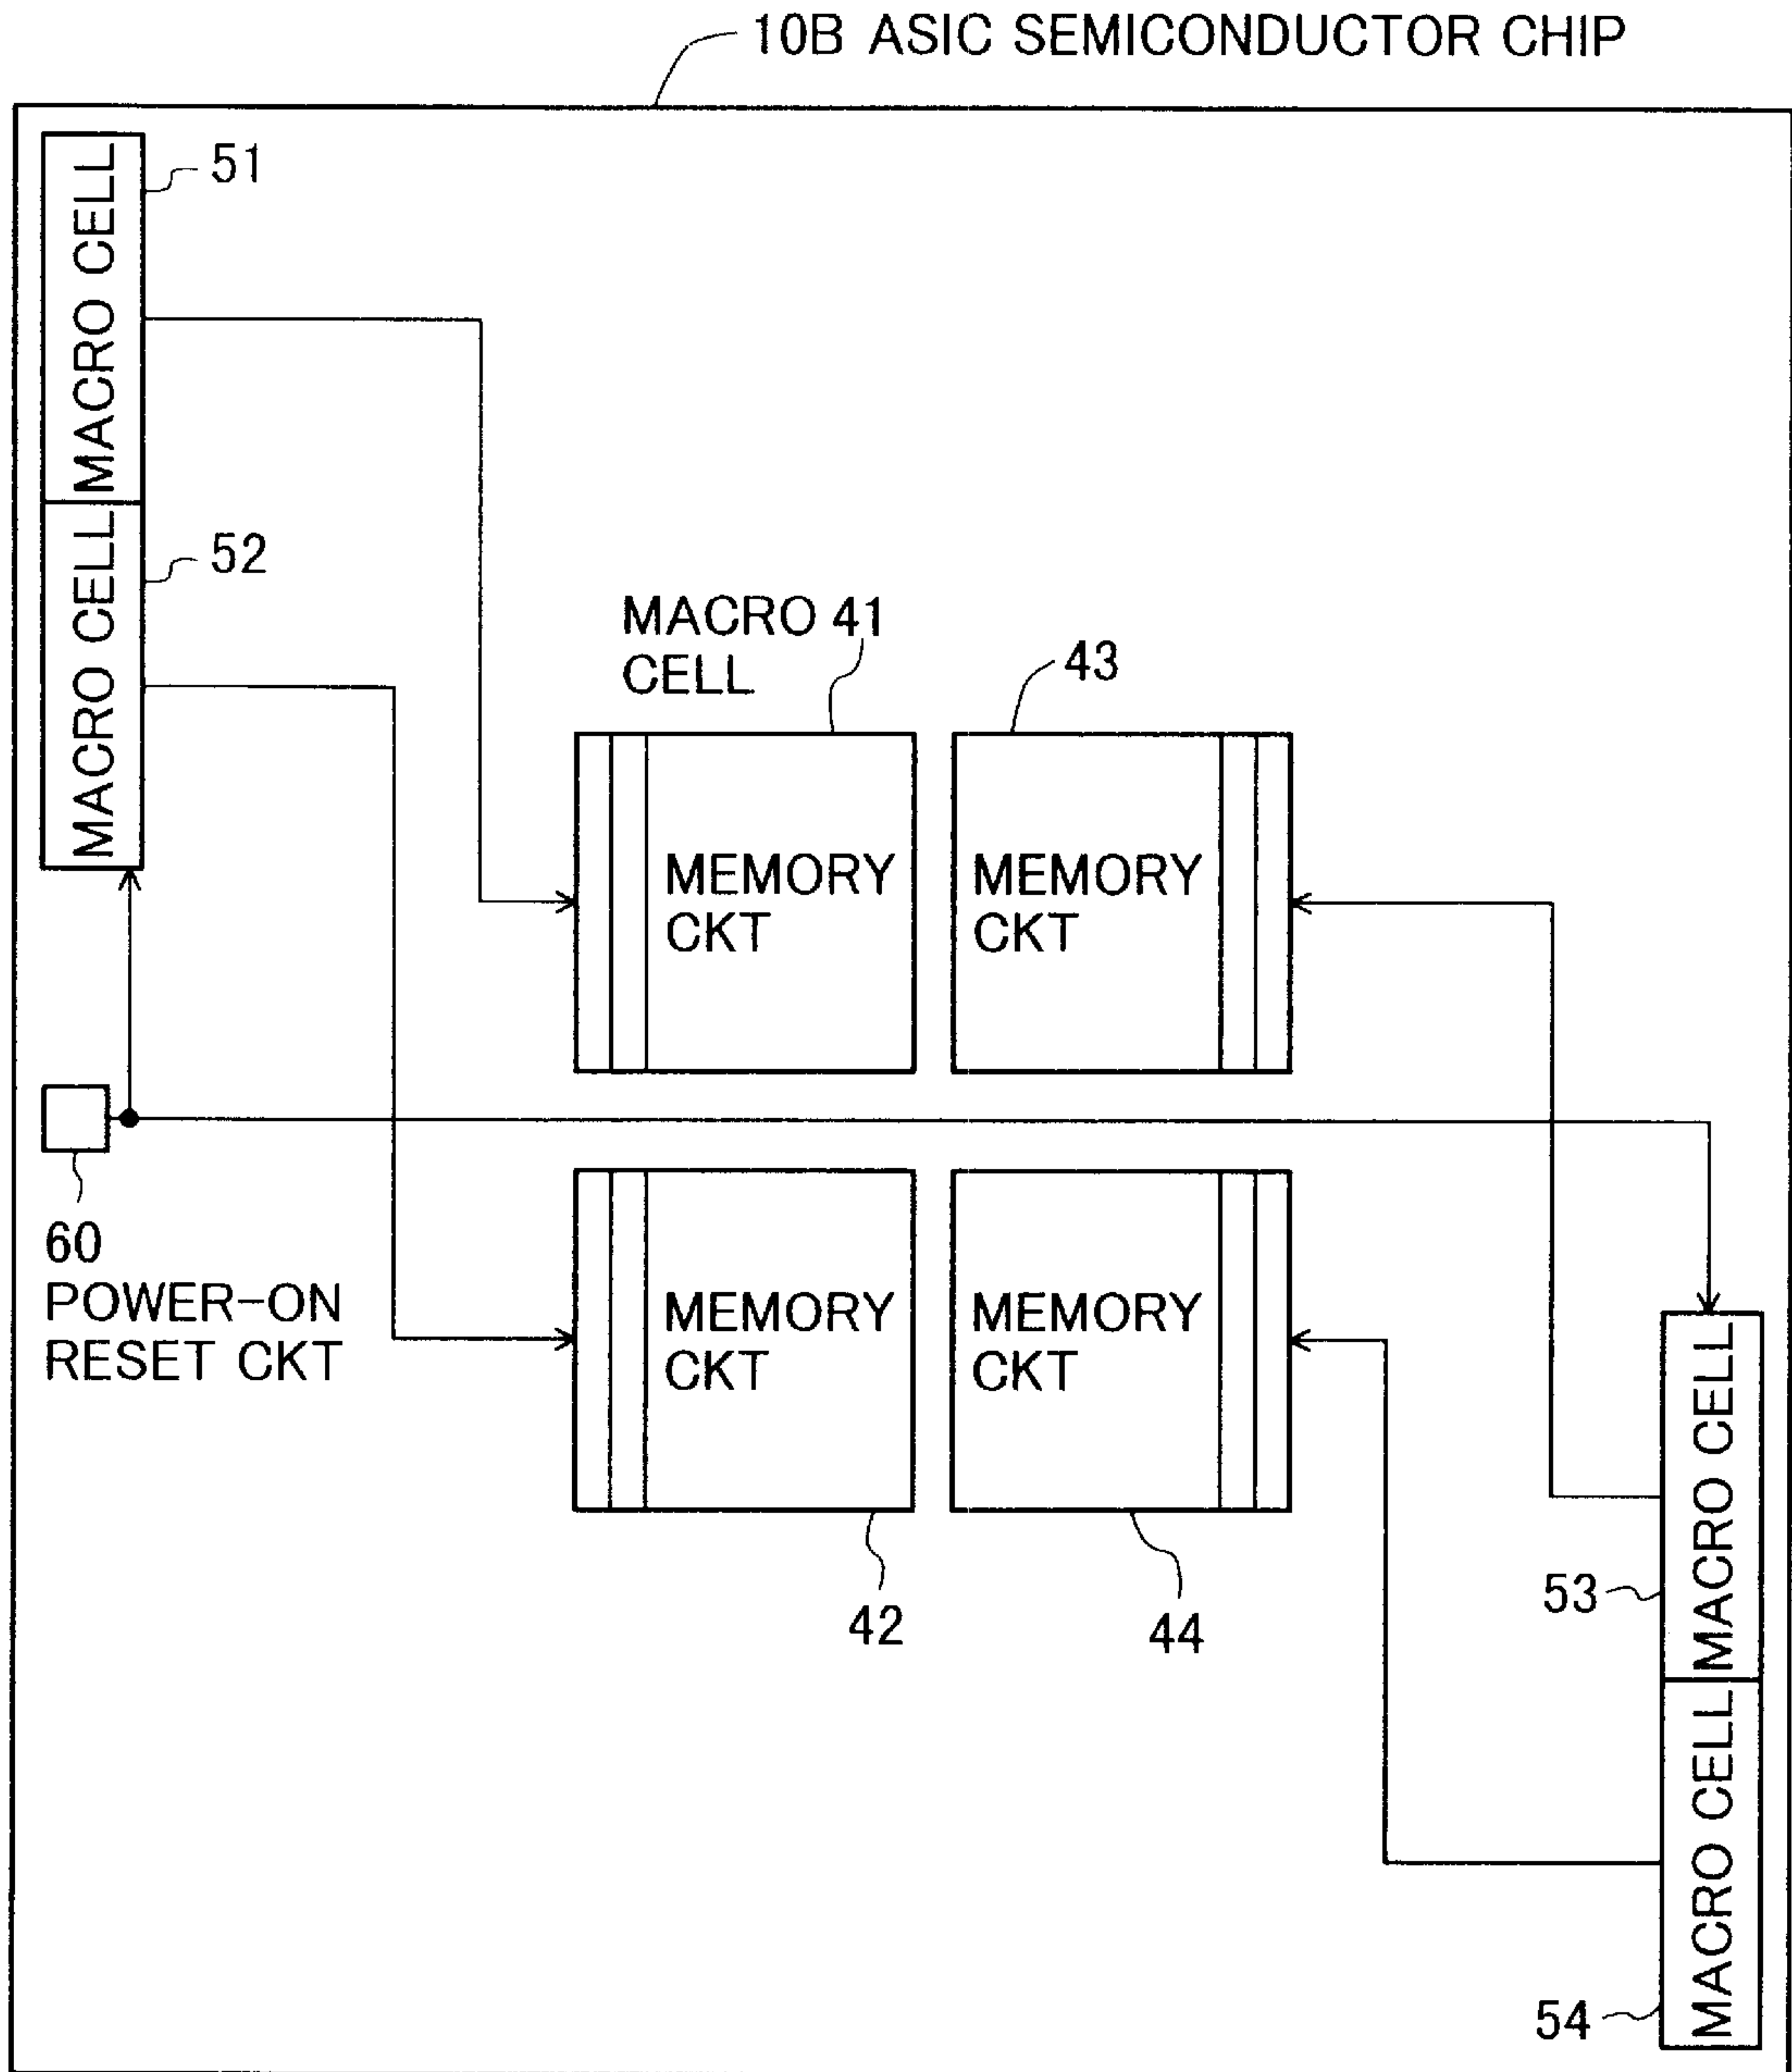 10B ASIC SEMICONDUCTOR CHIP
MACRO CELL
51
MACRO CELL
52
MACRO 41
CELL
43
MEMORY
CKT
MEMORY
CKT
60
POWER-ON
RESET CKT
MEMORY
CKT
MEMORY
CKT
42
44
MACRO CELL
53
MACRO CELL
54